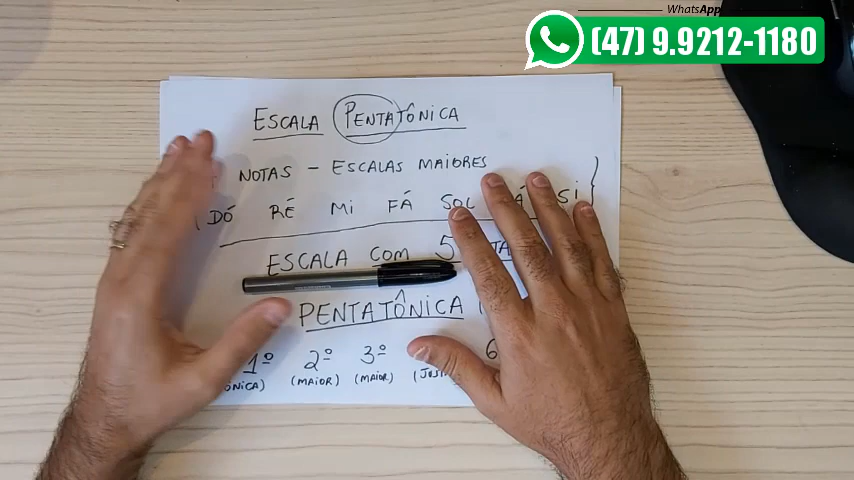 WhatsApp
(47) 9.9212-1180
ESCALA PENTATÔNICA
NOTAS - ESCALAS MAIORES
DÓ RÉ MI FÁ SOL SI
ESCALA COM 5
PENTATÔNICA
1º 2º 3º 6
(MAIOR) (MAIOR)